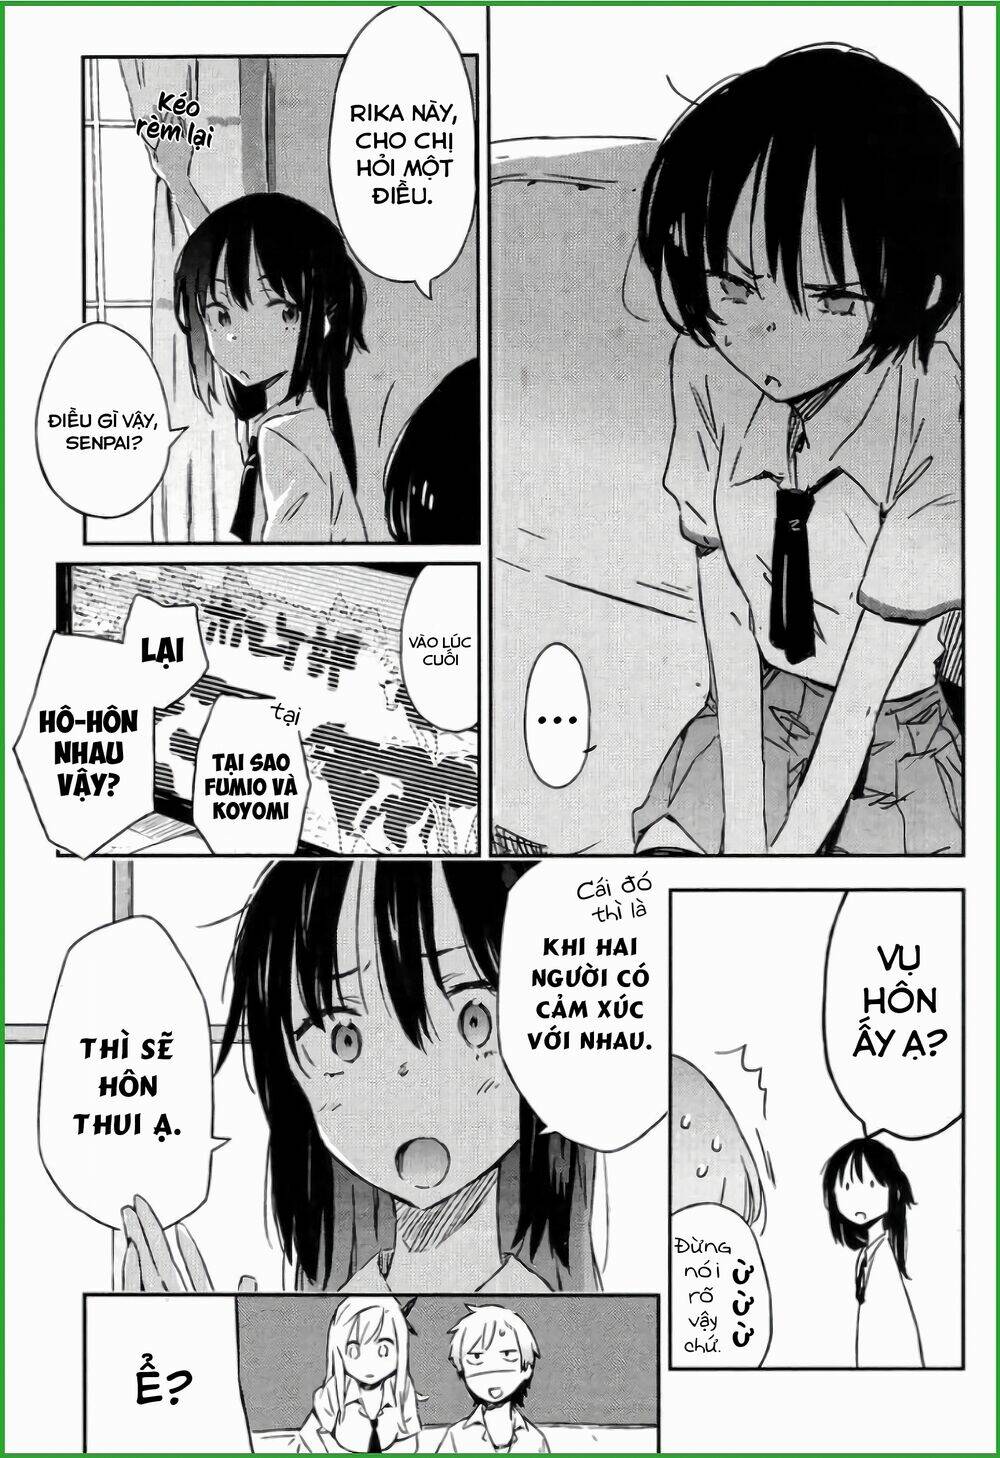 RIKA NÀY,
CHO CHỊ
HỎI MỘT
ĐIỀU.
Kéo
rèm lại
ĐIỀU GÌ VẬY,
SENPAI?
...
VÀO LÚC
CUỐI
tại
TẠI SAO
FUMIO VÀ
KOYOMI
LẠI
HÔ-HÔN
NHAU
VẬY?
VỤ
HÔN
ẤY Ạ?
Đừng
nói
rõ
vậy
chứ.
Ư Ư Ư
Cái đó
thì là
KHI HAI
NGƯỜI CÓ
CẢM XÚC
VỚI NHAU.
THÌ SẼ
HÔN
THUI Ạ.
Ể?